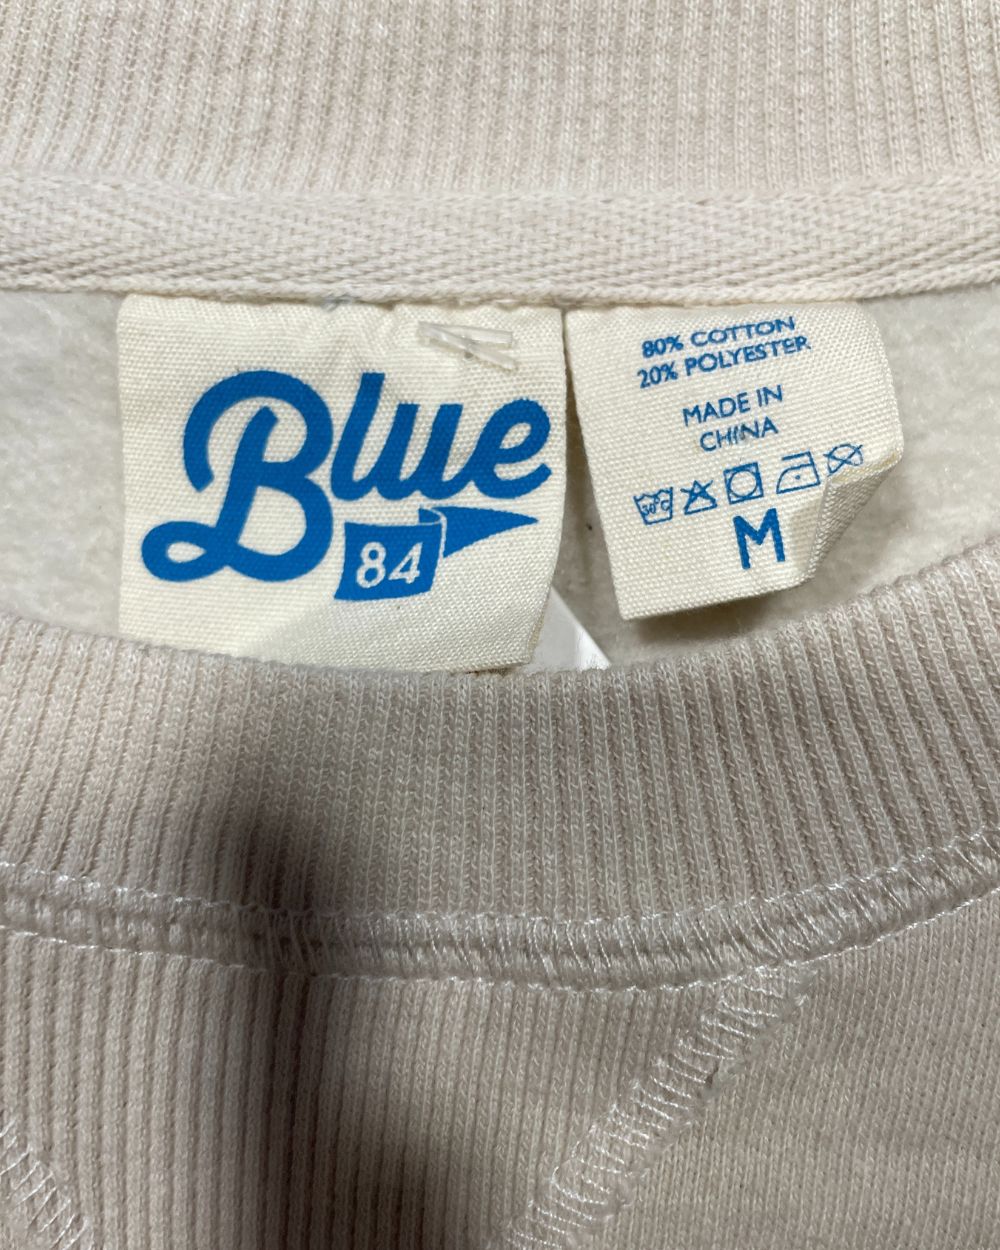 Blue
84
80% COTTON
20% POLYESTER
MADE IN
CHINA
30°C
M